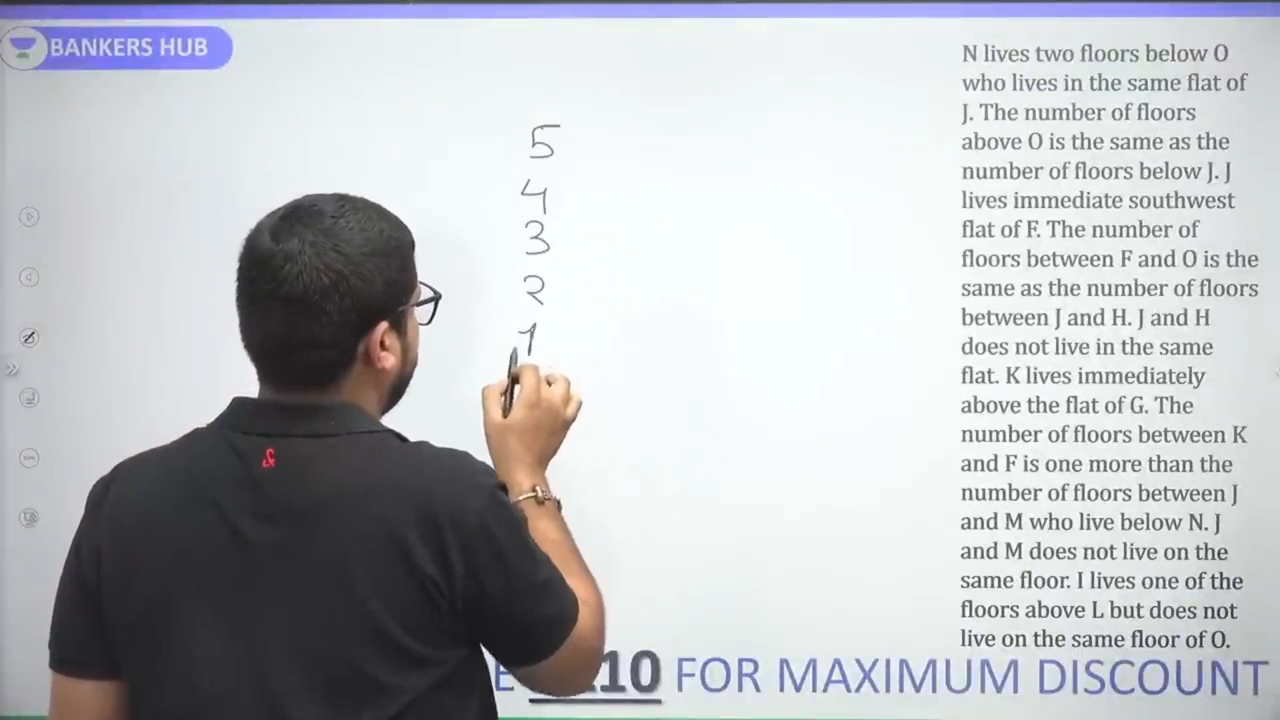 BANKERS HUB
N lives two floors below O
who lives in the same flat of
J. The number of floors
above O is the same as the
number of floors below J. J
lives immediate southwest
flat of F. The number of
floors between F and O is the
same as the number of floors
between J and H. J and H
does not live in the same
flat. K lives immediately
above the flat of G. The
number of floors between K
and F is one more than the
number of floors between J
and M who live below N. J
and M does not live on the
same floor. I lives one of the
floors above L but does not
live on the same floor of O.
5
4
3
2
1
10 FOR MAXIMUM DISCOUNT